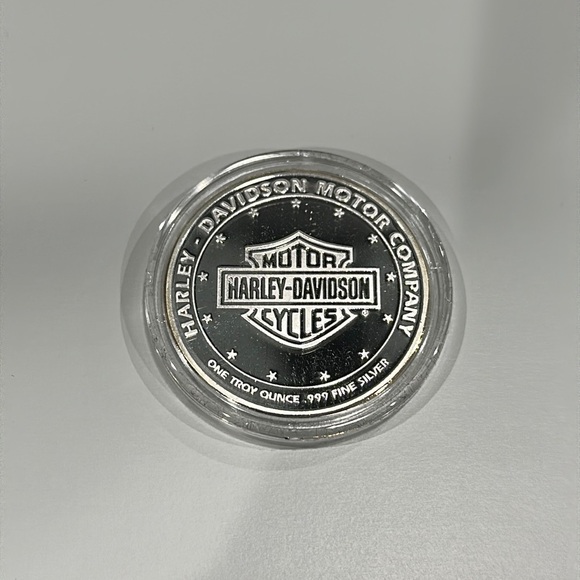 HARLEY - DAVIDSON MOTOR COMPANY
MOTOR
HARLEY-DAVIDSON
CYCLES
®
ONE TROY OUNCE .999 FINE SILVER